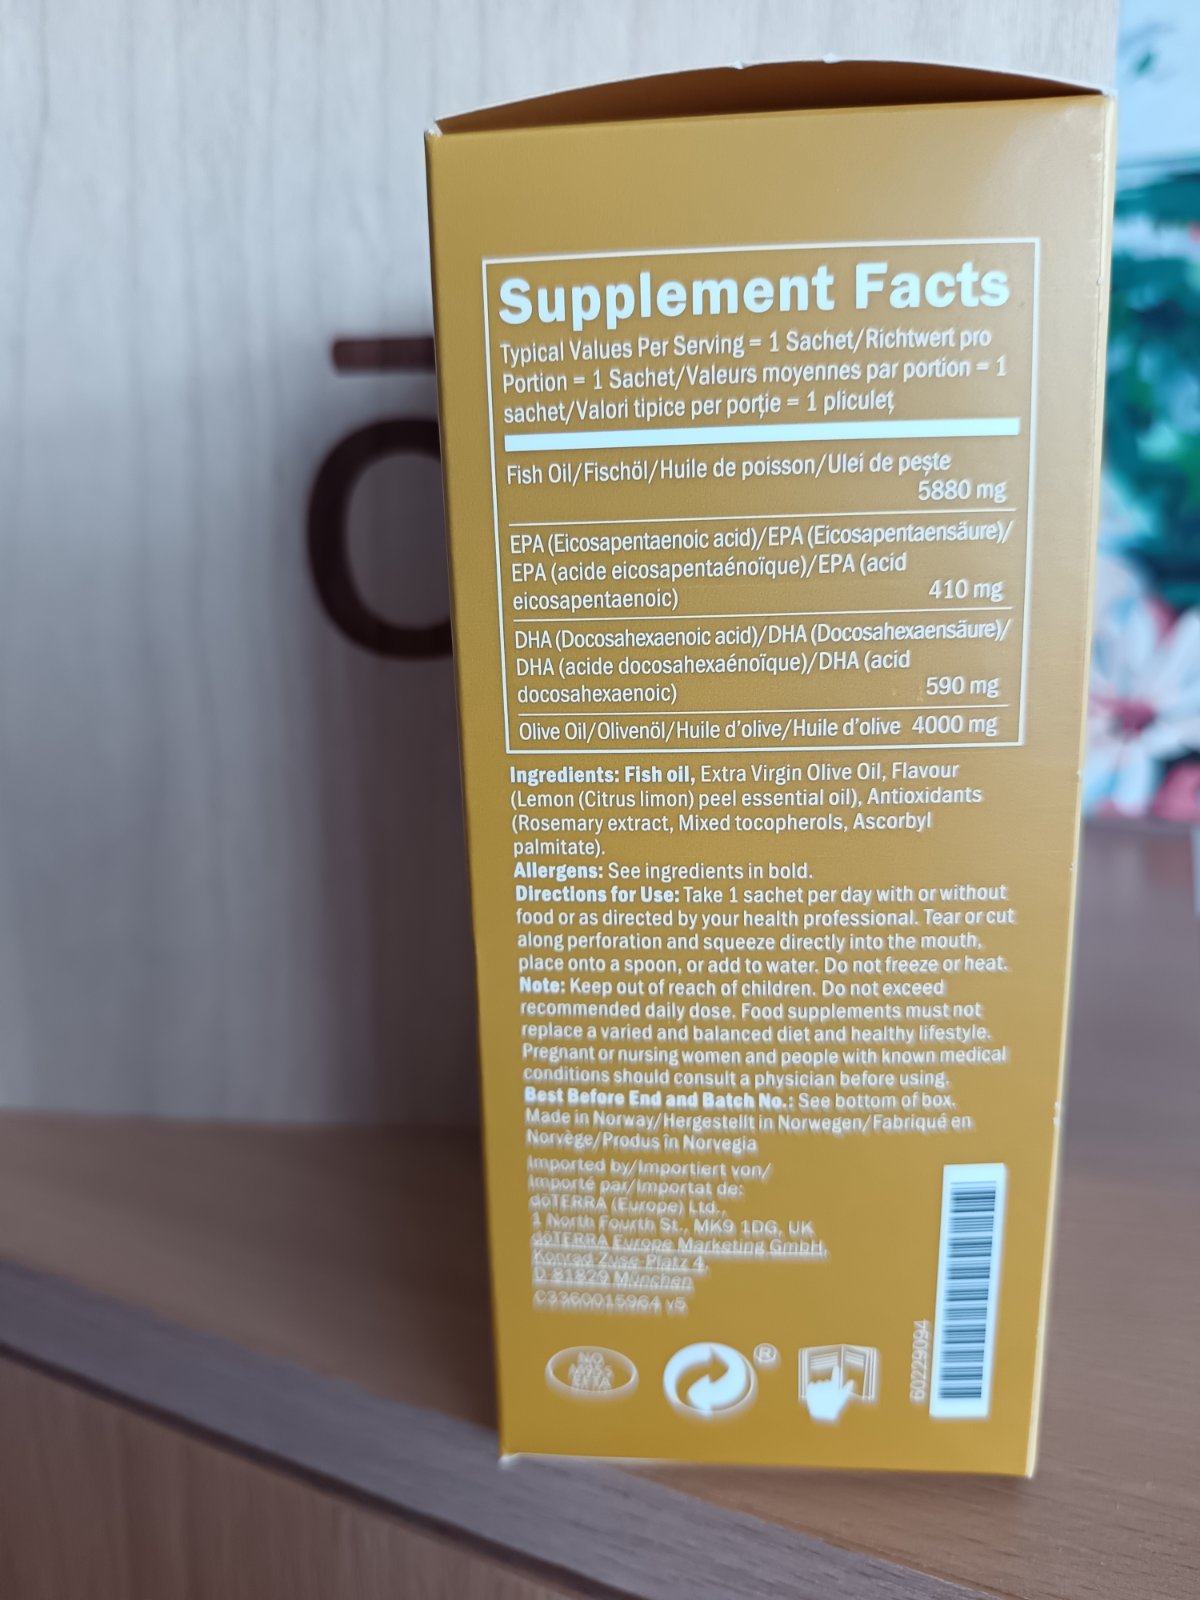 ō
Supplement Facts
Typical Values Per Serving = 1 Sachet/Richtwert pro
Portion = 1 Sachet/Valeurs moyennes par portion = 1
sachet/Valori tipice per porție = 1 pliculeț
Fish Oil/Fischöl/Huile de poisson/Ulei de pește
5880 mg
EPA (Eicosapentaenoic acid)/EPA (Eicosapentaensäure)/
EPA (acide eicosapentaénoïque)/EPA (acid
eicosapentaenoic) 410 mg
DHA (Docosahexaenoic acid)/DHA (Docosahexaensäure)/
DHA (acide docosahexaénoïque)/DHA (acid
docosahexaenoic) 590 mg
Olive Oil/Olivenöl/Huile d'olive/Huile d'olive 4000 mg
Ingredients: Fish oil, Extra Virgin Olive Oil, Flavour
(Lemon (Citrus limon) peel essential oil), Antioxidants
(Rosemary extract, Mixed tocopherols, Ascorbyl
palmitate).
Allergens: See ingredients in bold.
Directions for Use: Take 1 sachet per day with or without
food or as directed by your health professional. Tear or cut
along perforation and squeeze directly into the mouth,
place onto a spoon, or add to water. Do not freeze or heat.
Note: Keep out of reach of children. Do not exceed
recommended daily dose. Food supplements must not
replace a varied and balanced diet and healthy lifestyle.
Pregnant or nursing women and people with known medical
conditions should consult a physician before using.
Best Before End and Batch No.: See bottom of box.
Made in Norway/Hergestellt in Norwegen/Fabriqué en
Norvège/Produs în Norvegia
Imported by/Importiert von/
Importé par/Importat de:
dōTERRA (Europe) Ltd.,
1 North Fourth St., MK9 1DG, UK
dōTERRA Europe Marketing GmbH,
Konrad Zuse Platz 4,
D 81829 München
C3360015964 v5
NO
®
60229094